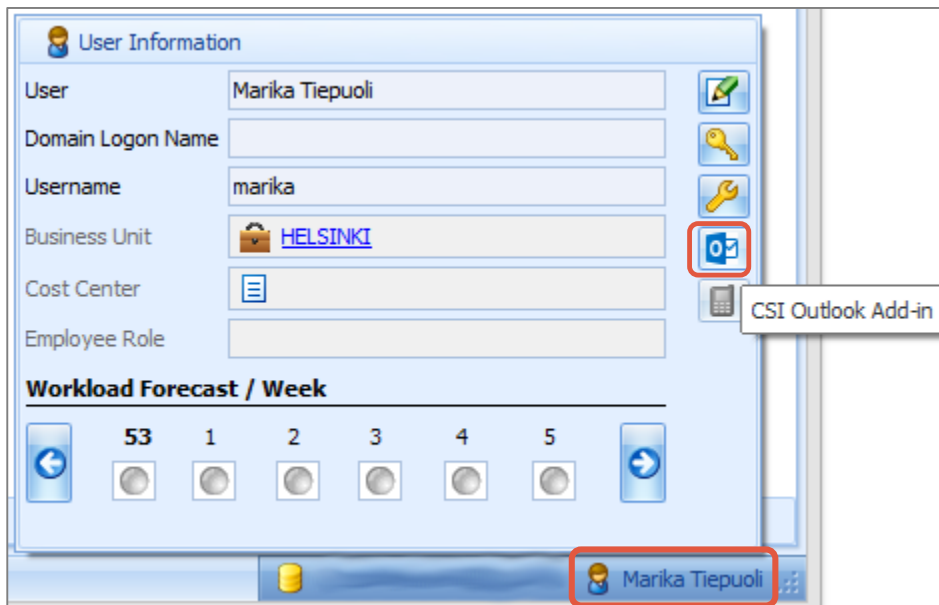 User Information
User Marika Tiepuoli
Domain Logon Name
Username marika
Business Unit HELSINKI
Cost Center
CSI Outlook Add-in
Employee Role
Workload Forecast / Week
53 1 2 3 4 5
Marika Tiepuoli